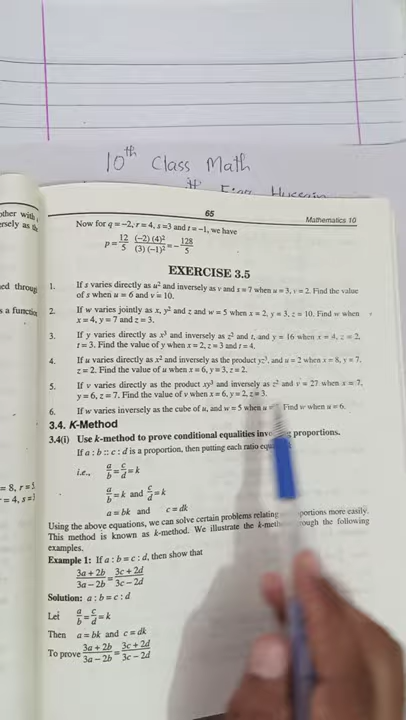 10th Class Math
other with
ersely as th
ed throug
s a function
= 8, r = 5
= 4, s =
65
Mathematics 10
Now for q = –2, r = 4, s = 3 and t = –1, we have
p = 12/5 (–2)(4)²/(3)(–1)² = – 128/5
EXERCISE 3.5
1. If s varies directly as u² and inversely as v and s = 7 when u = 3, v = 2. Find the value
of s when u = 6 and v = 10.
2. If w varies jointly as x, y² and z and w = 5 when x = 2, y = 3, z = 10. Find w when
x = 4, y = 7 and z = 3.
3. If y varies directly as x³ and inversely as z² and t, and y = 16 when x = 4, z = 2,
t = 3. Find the value of y when x = 2, z = 3 and t = 4.
4. If u varies directly as x² and inversely as the product yz³, and u = 2 when x = 8, y = 7,
z = 2. Find the value of u when x = 6, y = 3, z = 2.
5. If v varies directly as the product xy³ and inversely as z² and v = 27 when x = 7,
y = 6, z = 7. Find the value of v when x = 6, y = 2, z = 3.
6. If w varies inversely as the cube of u, and w = 5 when u = Find w when u = 6.
3.4. K-Method
3.4(i) Use k-method to prove conditional equalities proportions.
If a : b :: c : d is a proportion, then putting each ratio
i.e., a/b = c/d = k
a/b = k and c/d = k
a = bk and c = dk
Using the above equations, we can solve certain problems relating portions more easily.
This method is known as k-method. We illustrate the rough the following
examples.
Example 1: If a : b = c : d, then show that
3a + 2b/3a – 2b = 3c + 2d/3c – 2d
Solution: a : b = c : d
Let a/b = c/d = k
Then a = bk and c = dk
To prove 3a + 2b/3a – 2b = 3c + 2d/3c – 2d